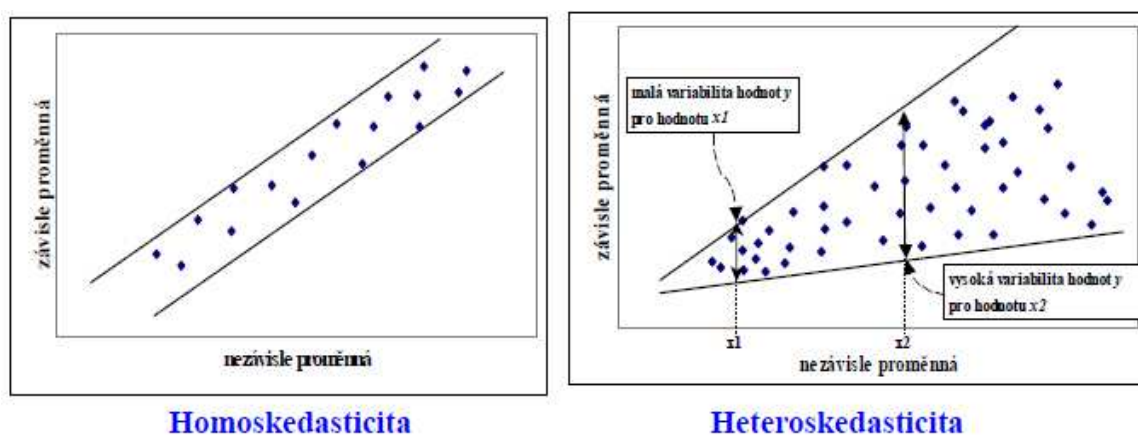 závisle proměnná
nezávisle proměnná
Homoskedasticita
závisle proměnná
malá variabilita hodnot y
pro hodnotu x1
vysoká variabilita hodnot y
pro hodnotu x2
x1
x2
nezávisle proměnná
Heteroskedasticita